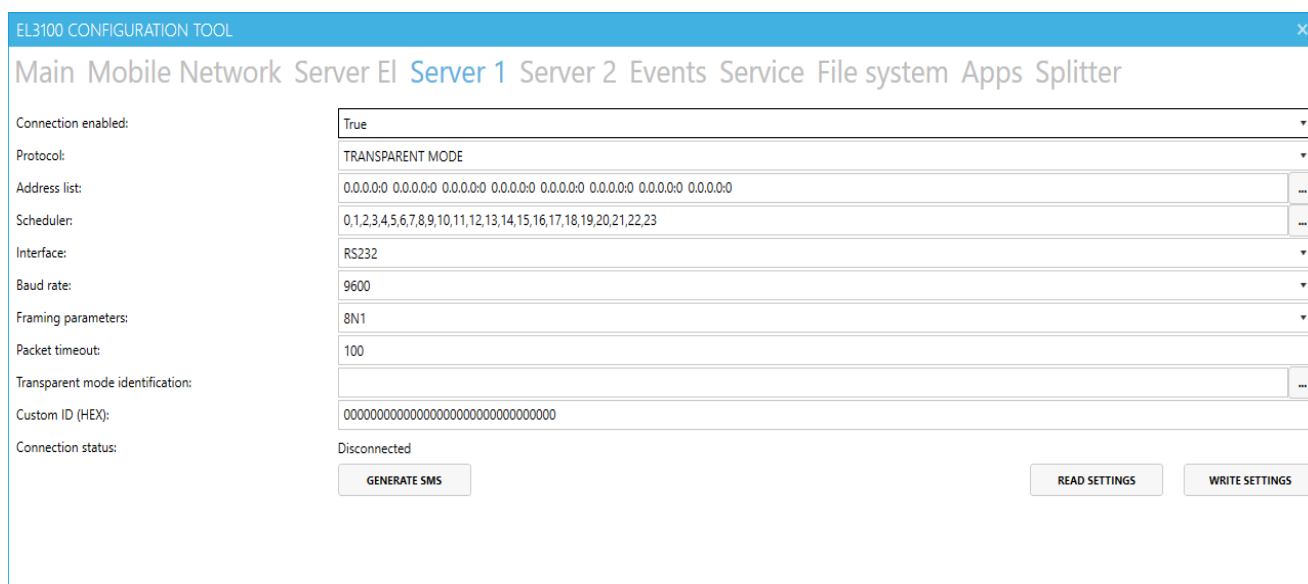 EL3100 CONFIGURATION TOOL
Main Mobile Network Server El Server 1 Server 2 Events Service File system Apps Splitter
Connection enabled: True
Protocol: TRANSPARENT MODE
Address list: 0.0.0.0:0 0.0.0.0:0 0.0.0.0:0 0.0.0.0:0 0.0.0.0:0 0.0.0.0:0 0.0.0.0:0 0.0.0.0:0 ...
Scheduler: 0,1,2,3,4,5,6,7,8,9,10,11,12,13,14,15,16,17,18,19,20,21,22,23 ...
Interface: RS232
Baud rate: 9600
Framing parameters: 8N1
Packet timeout: 100
Transparent mode identification: ...
Custom ID (HEX): 00000000000000000000000000000000
Connection status: Disconnected
GENERATE SMS READ SETTINGS WRITE SETTINGS